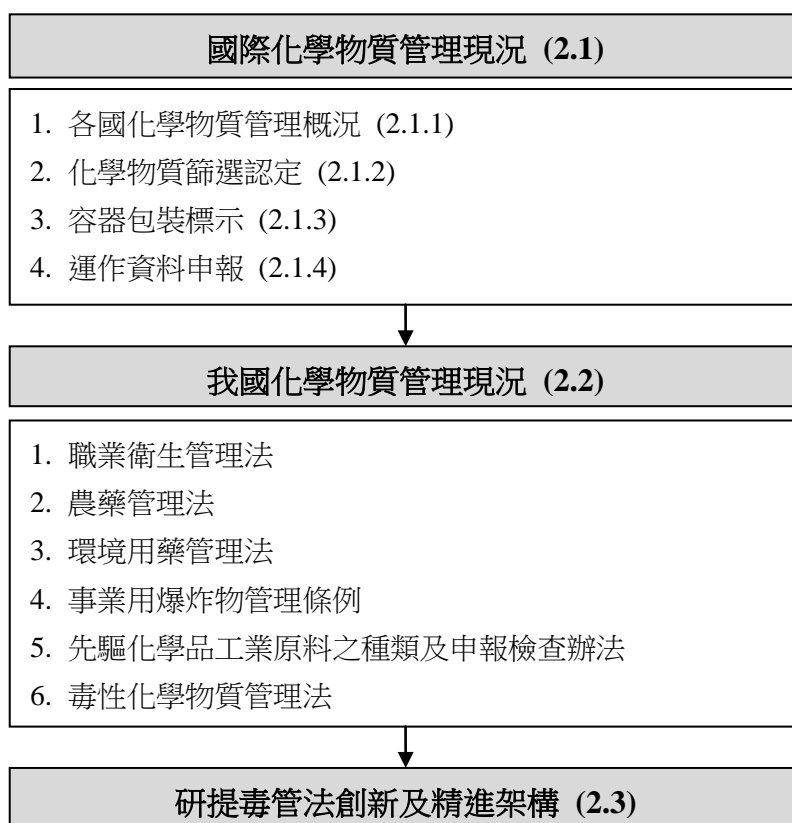 國際化學物質管理現況 (2.1)
1. 各國化學物質管理概況 (2.1.1)
2. 化學物質篩選認定 (2.1.2)
3. 容器包裝標示 (2.1.3)
4. 運作資料申報 (2.1.4)
我國化學物質管理現況 (2.2)
1. 職業衛生管理法
2. 農藥管理法
3. 環境用藥管理法
4. 事業用爆炸物管理條例
5. 先驅化學品工業原料之種類及申報檢查辦法
6. 毒性化學物質管理法
研提毒管法創新及精進架構 (2.3)